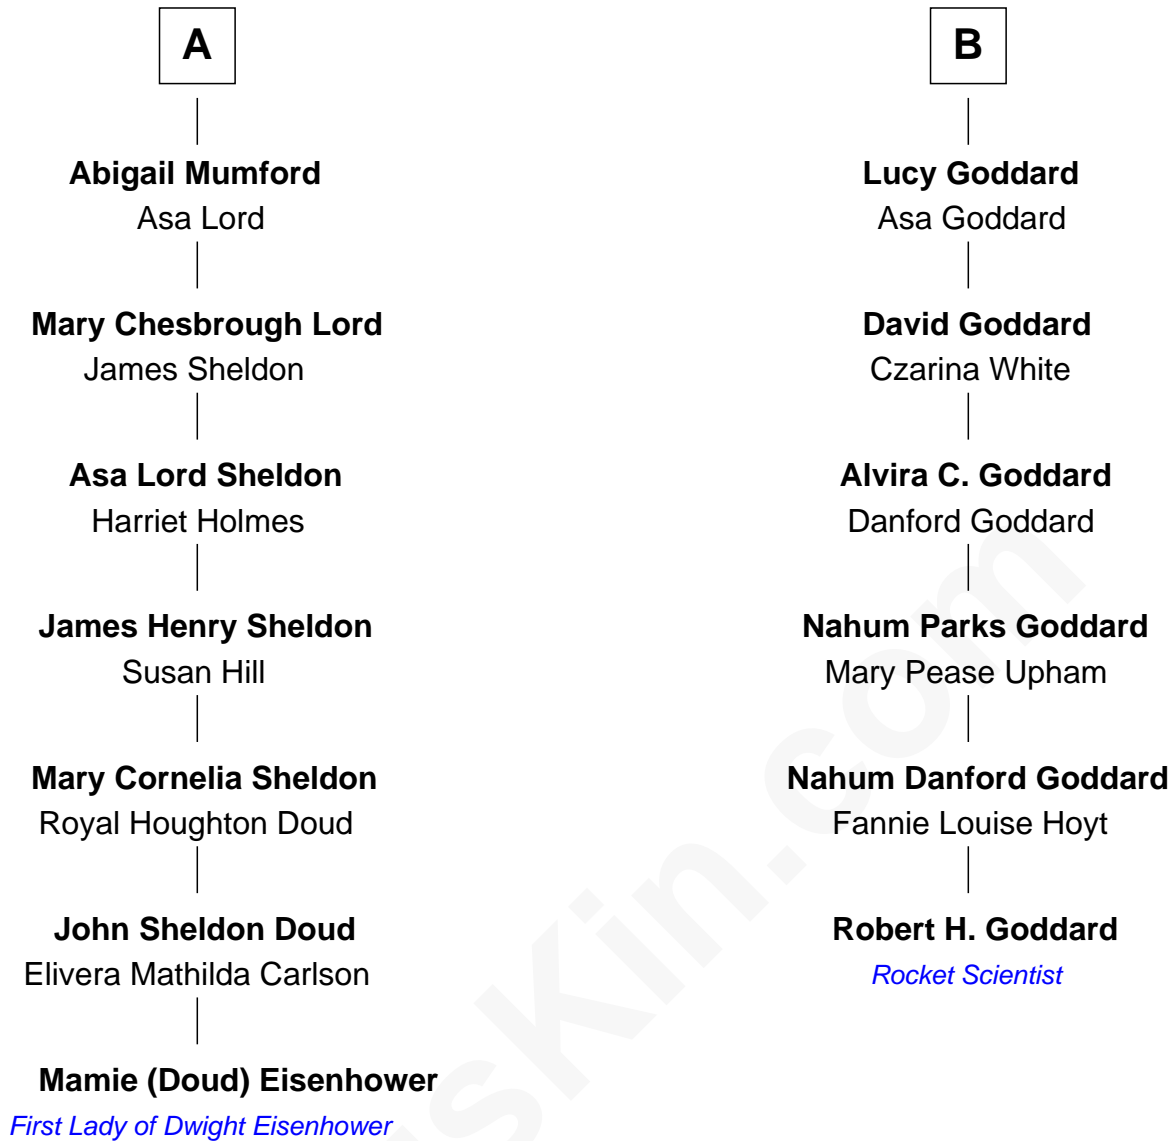 A
Abigail Mumford
Asa Lord
Mary Chesbrough Lord
James Sheldon
Asa Lord Sheldon
Harriet Holmes
James Henry Sheldon
Susan Hill
Mary Cornelia Sheldon
Royal Houghton Doud
John Sheldon Doud
Elivera Mathilda Carlson
Mamie (Doud) Eisenhower
First Lady of Dwight Eisenhower
B
Lucy Goddard
Asa Goddard
David Goddard
Czarina White
Alvira C. Goddard
Danford Goddard
Nahum Parks Goddard
Mary Pease Upham
Nahum Danford Goddard
Fannie Louise Hoyt
Robert H. Goddard
Rocket Scientist
sKin.com